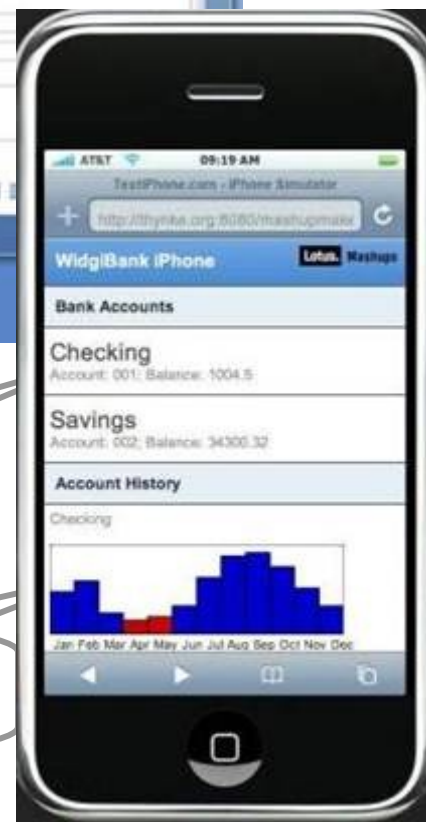 AT&T 09:19 AM
TestiPhone.com - iPhone Simulator
http://thynke.org:8080/mashupmake
WidgiBank iPhone Lotus. Mashups
Bank Accounts
Checking
Account: 001; Balance: 1004.5
Savings
Account: 002; Balance: 34300.32
Account History
Checking
Jan Feb Mar Apr May Jun Jul Aug Sep Oct Nov Dec